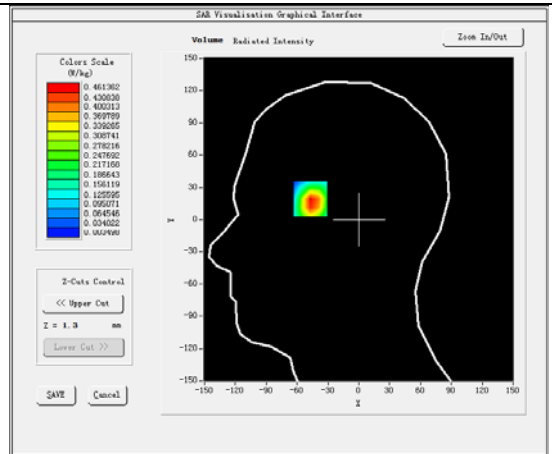 SAR Visualisation Graphical Interface
Volume Radiated Intensity
Zoom In/Out
Colors Scale
(W/kg)
0.461362
0.430838
0.400313
0.369789
0.339265
0.308741
0.278216
0.247692
0.217168
0.186643
0.156119
0.125595
0.095071
0.064546
0.034022
0.003498
Z-Cuts Control
<< Upper Cut
Z = 1.3 mm
Lower Cut >>
SAVE Cancel
150
120
90
60
30
0
-30
-60
-90
-120
-150
Y
-150 -120 -90 -60 -30 0 30 60 90 120 150
X